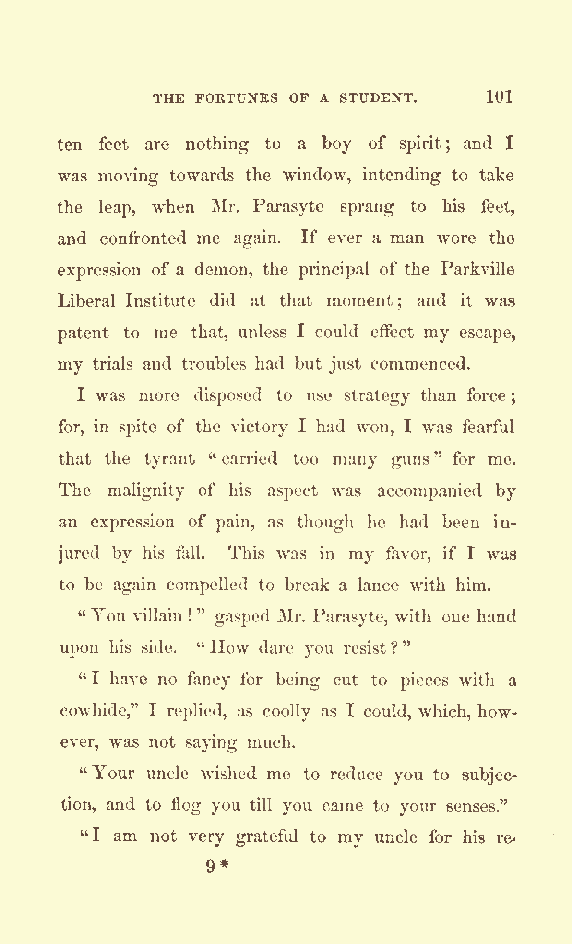 THE FORTUNES OF A STUDENT. 101
ten feet are nothing to a boy of spirit; and I
was moving towards the window, intending to take
the leap, when Mr. Parasyte sprang to his feet,
and confronted me again. If ever a man wore the
expression of a demon, the principal of the Parkville
Liberal Institute did at that moment; and it was
patent to me that, unless I could effect my escape,
my trials and troubles had but just commenced.
I was more disposed to use strategy than force;
for, in spite of the victory I had won, I was fearful
that the tyrant “carried too many guns” for me.
The malignity of his aspect was accompanied by
an expression of pain, as though he had been in-
jured by his fall. This was in my favor, if I was
to be again compelled to break a lance with him.
“You villain!” gasped Mr. Parasyte, with one hand
upon his side. “How dare you resist?”
“I have no fancy for being cut to pieces with a
cowhide,” I replied, as coolly as I could, which, how-
ever, was not saying much.
“Your uncle wished me to reduce you to subjec-
tion, and to flog you till you came to your senses.”
“I am not very grateful to my uncle for his re-
9*